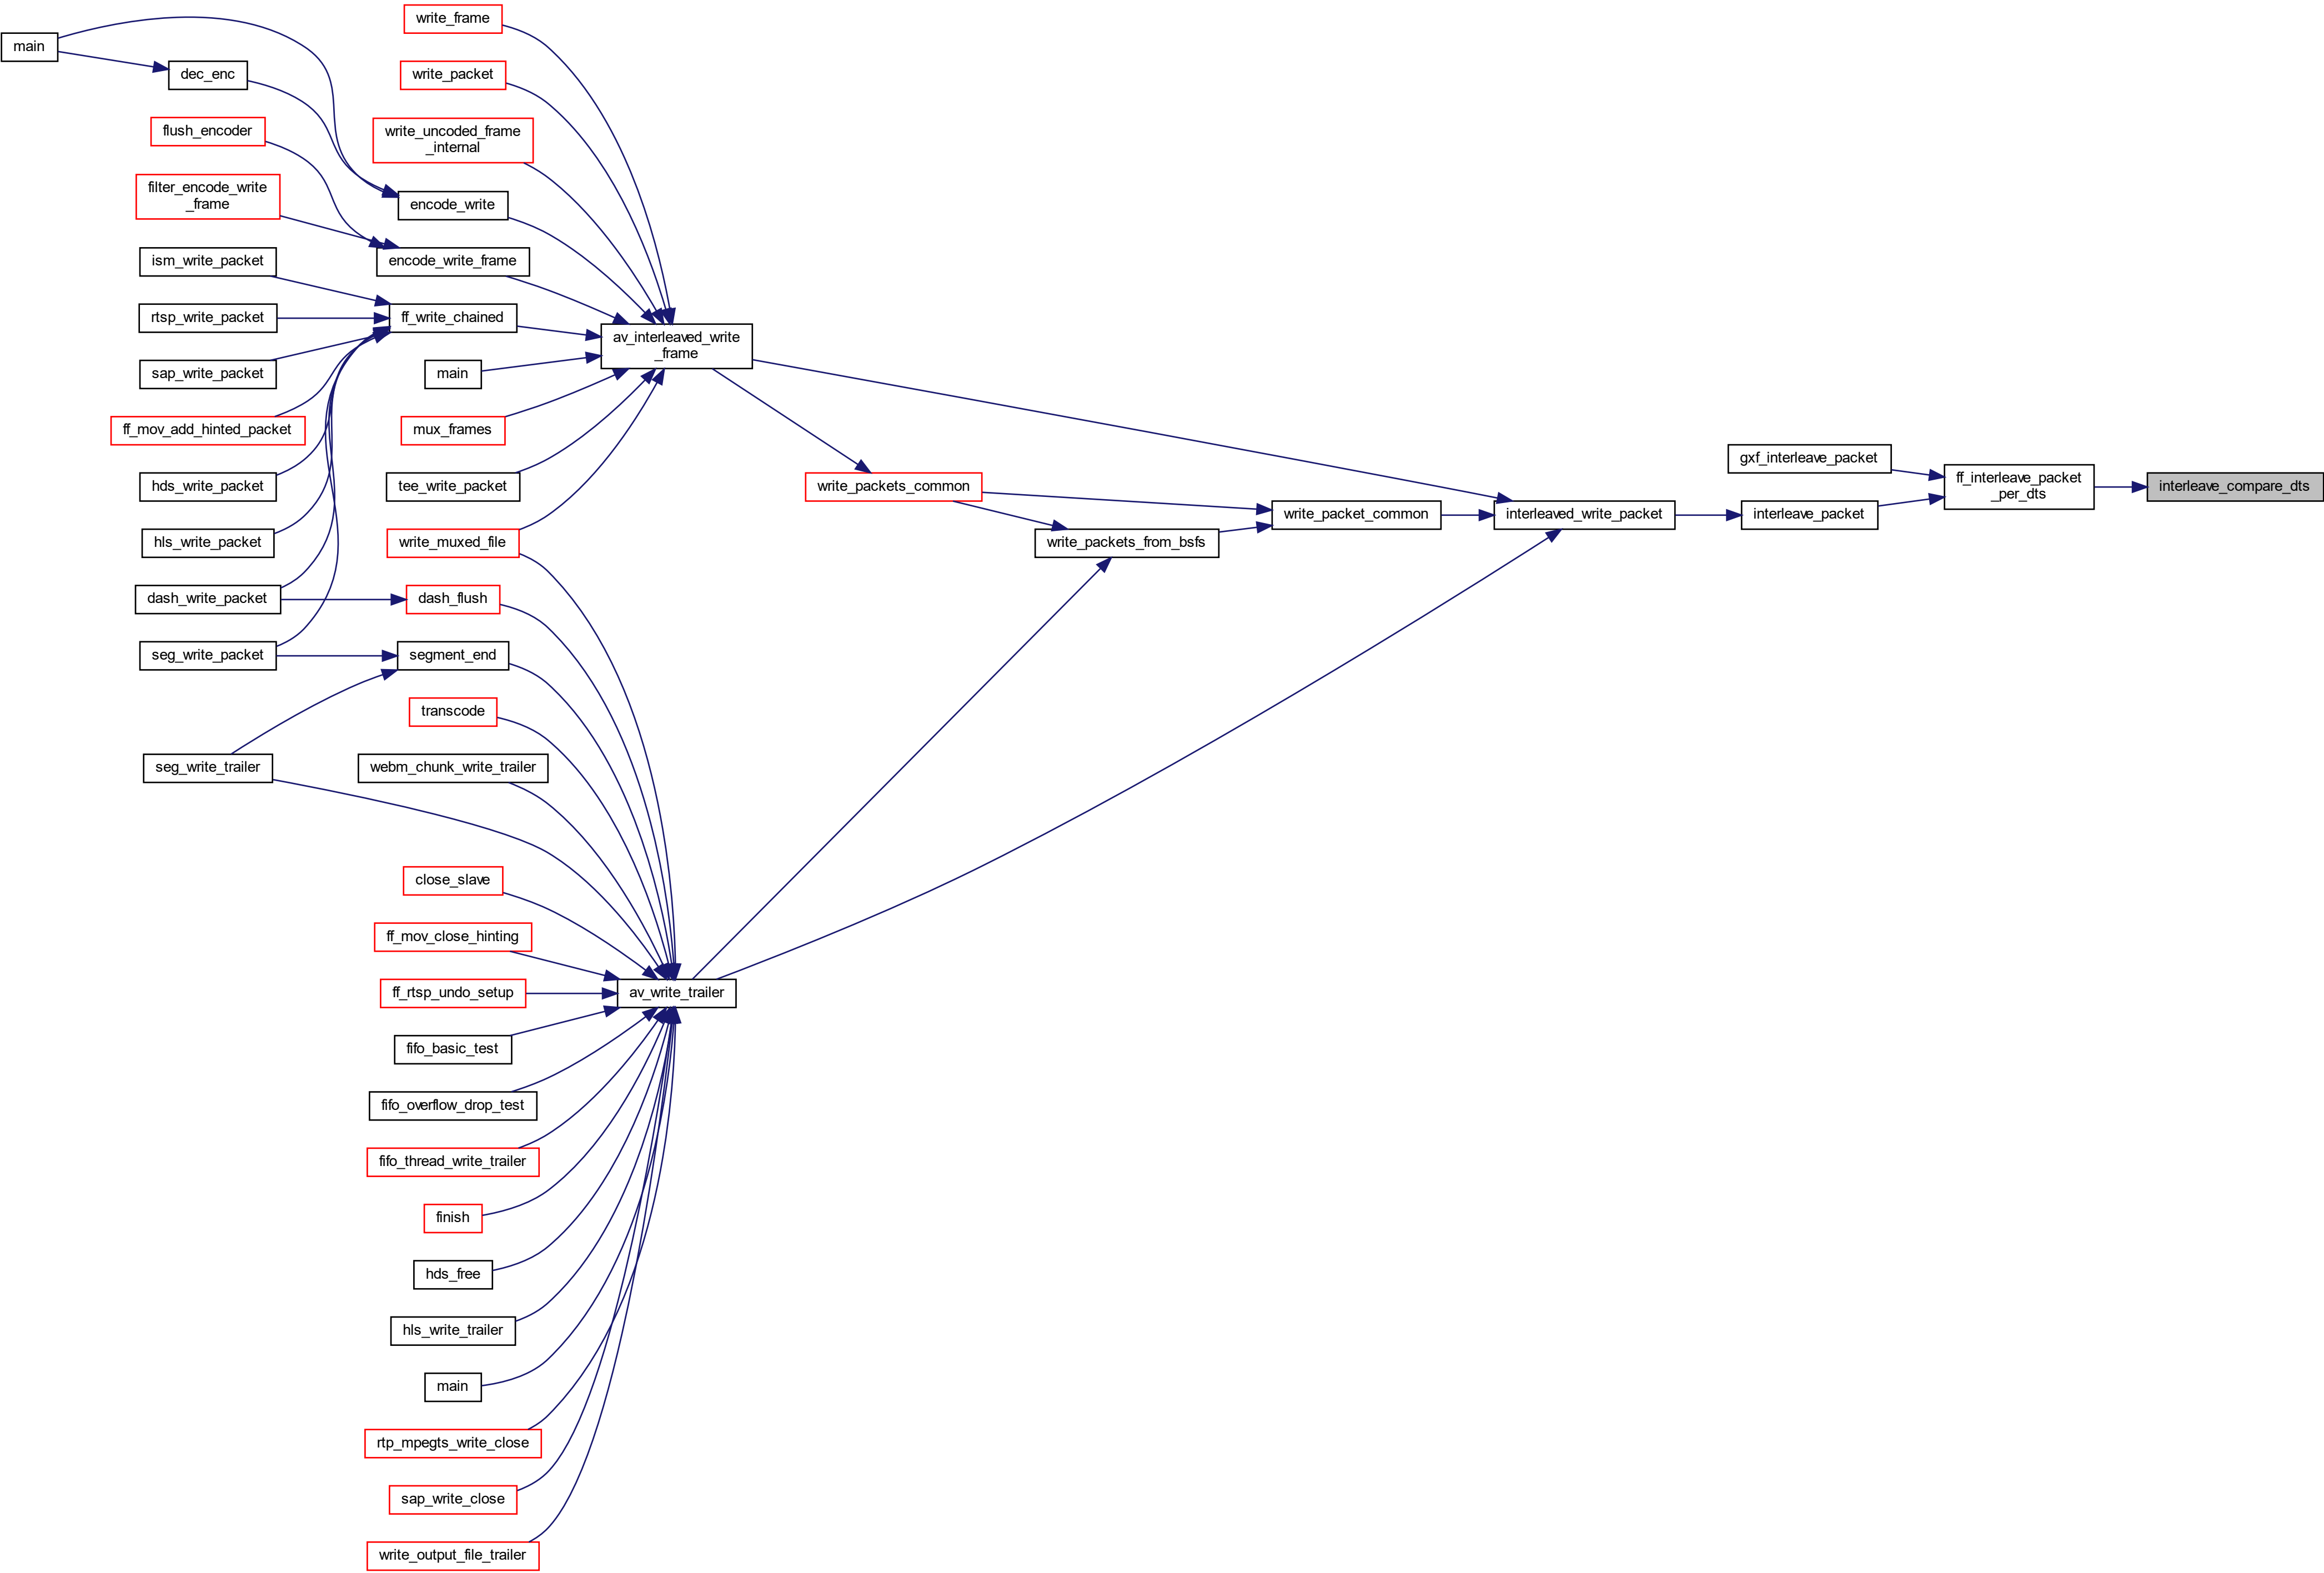 write_frame
main
write_packet
dec_enc
flush_encoder
write_uncoded_frame
_internal
filter_encode_write
_frame
encode_write
ism_write_packet
encode_write_frame
rtsp_write_packet
ff_write_chained
av_interleaved_write
_frame
sap_write_packet
main
ff_mov_add_hinted_packet
mux_frames
gxf_interleave_packet
hds_write_packet
tee_write_packet
write_packets_common
ff_interleave_packet
_per_dts
interleave_compare_dts
write_packet_common
interleaved_write_packet
interleave_packet
hls_write_packet
write_muxed_file
write_packets_from_bsfs
dash_write_packet
dash_flush
seg_write_packet
segment_end
transcode
seg_write_trailer
webm_chunk_write_trailer
close_slave
ff_mov_close_hinting
ff_rtsp_undo_setup
av_write_trailer
fifo_basic_test
fifo_overflow_drop_test
fifo_thread_write_trailer
finish
hds_free
hls_write_trailer
main
rtp_mpegts_write_close
sap_write_close
write_output_file_trailer